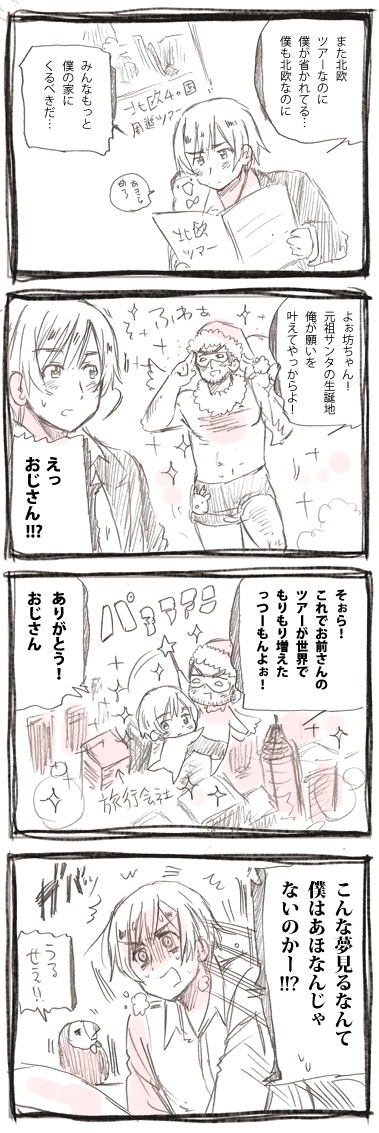 また北欧
ツアーなのに
僕が省かれてる…
僕も北欧なのに
北欧4ヵ国
周遊ツアー
みんなもっと
僕の家に
くるべきだ…
北欧
ツアー
よぉ坊ちゃん!
元祖サンタの生誕地
俺が願いを
叶えてやっからよ!
ふわぁ
えっ
おじさん!!?
そぉら!
これでお前さんの
ツアーが世界で
もりもり増えた
っつーもんよぉ!
パァァアア
ありがとう!
おじさん
旅行会社
こんな夢見るなんて
僕はあほなんじゃ
ないのかー!!?
ガバッ
うる
せえ!!